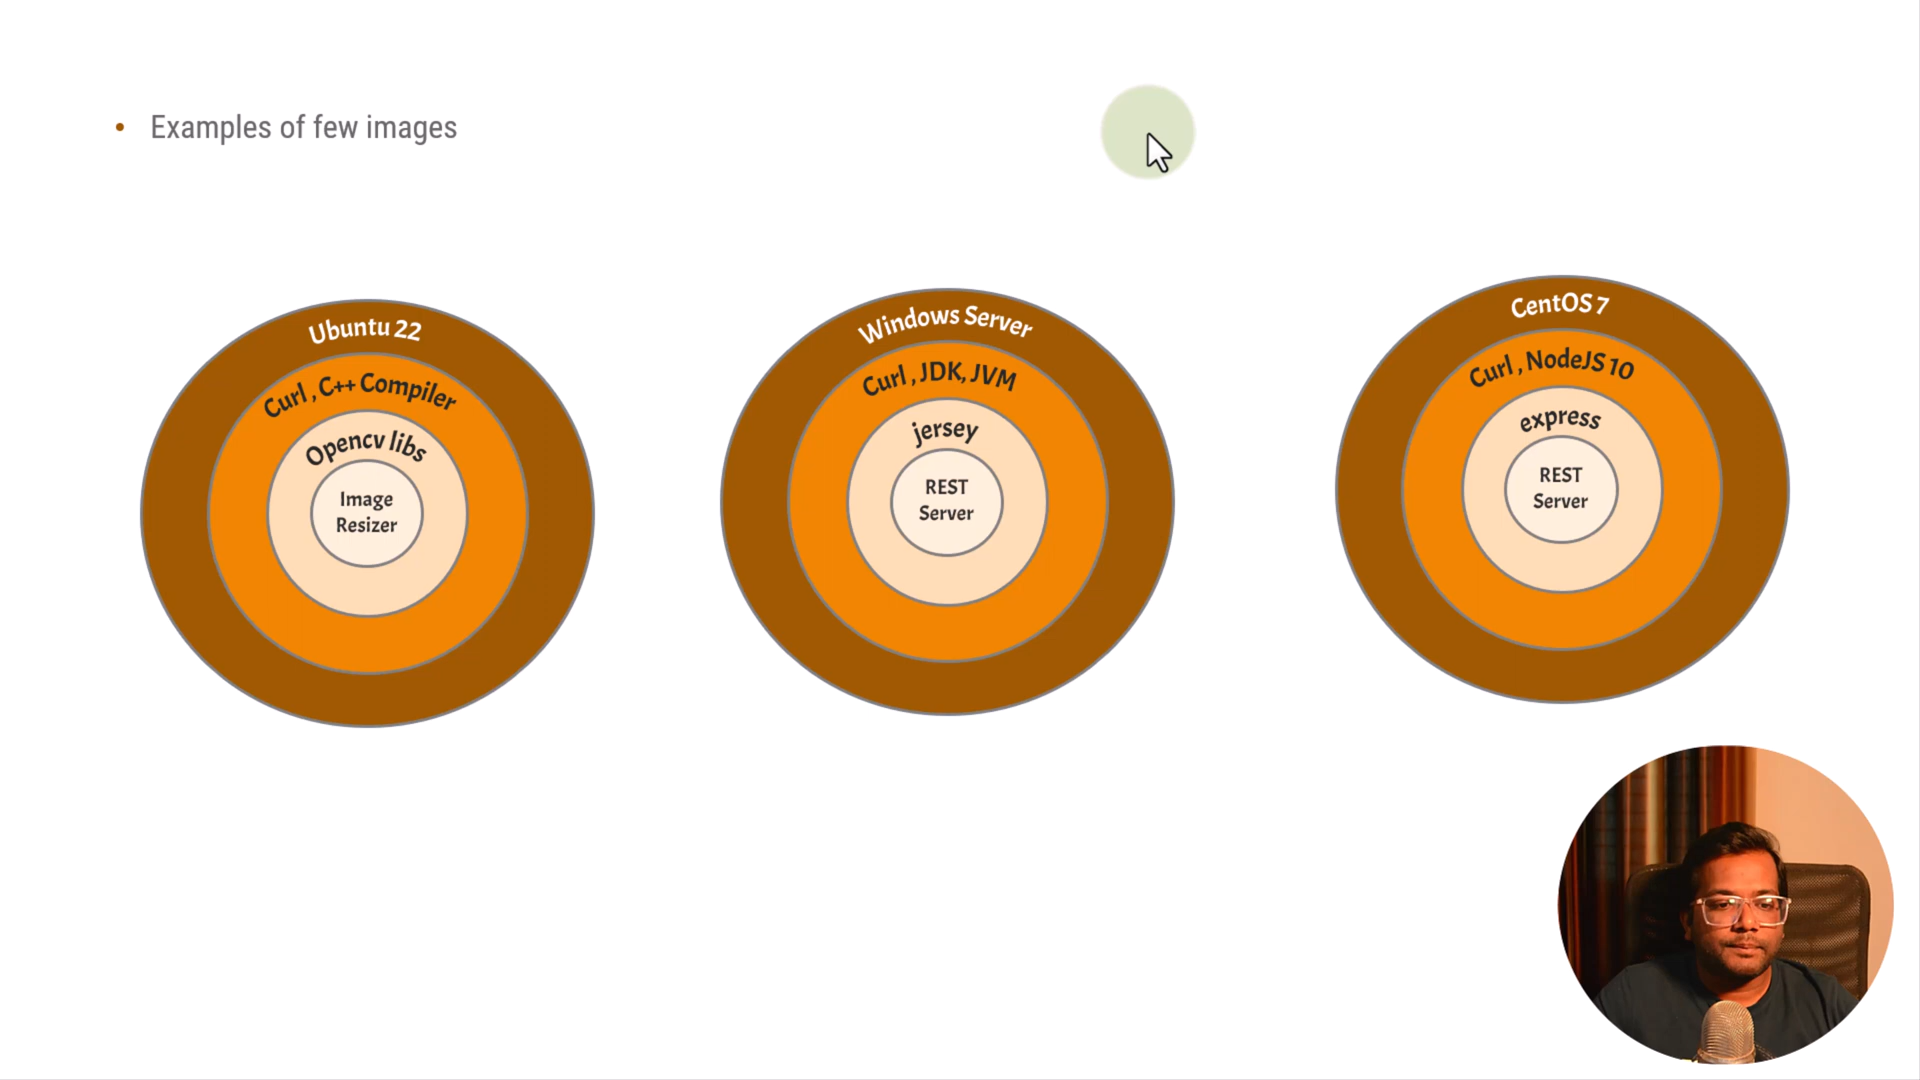 • Examples of few images
Ubuntu 22
Curl , C++ Compiler
Opencv libs
Image
Resizer
Windows Server
Curl , JDK, JVM
jersey
REST
Server
CentOS 7
Curl , NodeJS 10
express
REST
Server